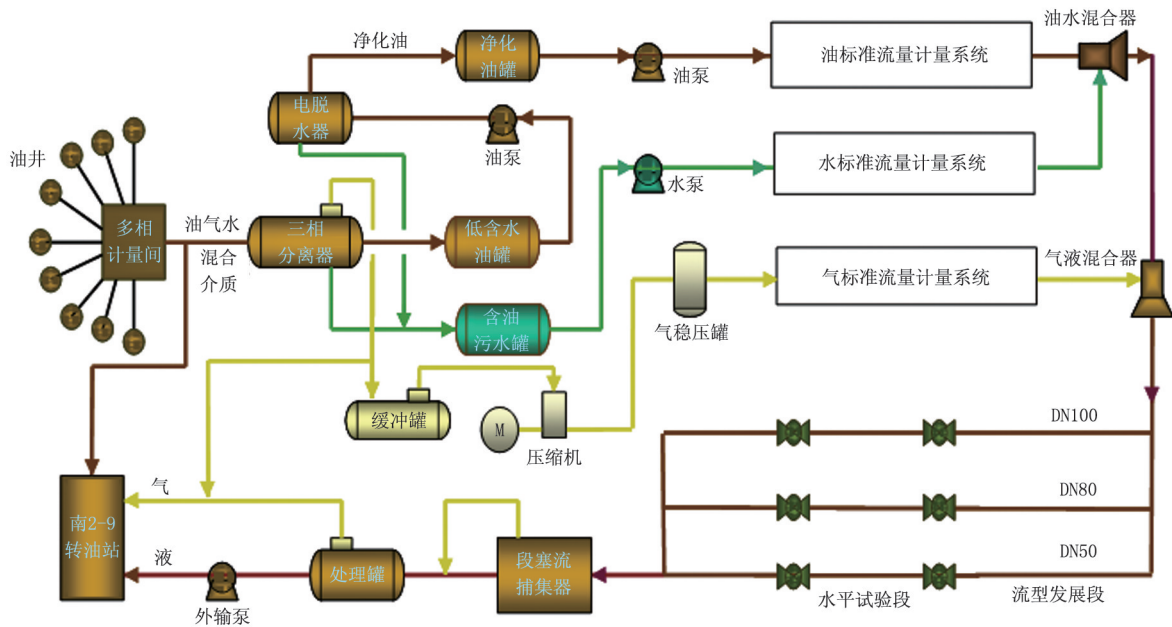 净化油
净化
油罐
油泵
油标准流量计量系统
油水混合器
电脱
水器
油泵
油井
水泵
水标准流量计量系统
多相
计量间
油气水
混合
介质
三相
分离器
低含水
油罐
气标准流量计量系统
气液混合器
气稳压罐
含油
污水罐
缓冲罐
M
压缩机
DN100
气
DN80
南2-9
转油站
液
外输泵
处理罐
段塞流
捕集器
DN50
水平试验段
流型发展段